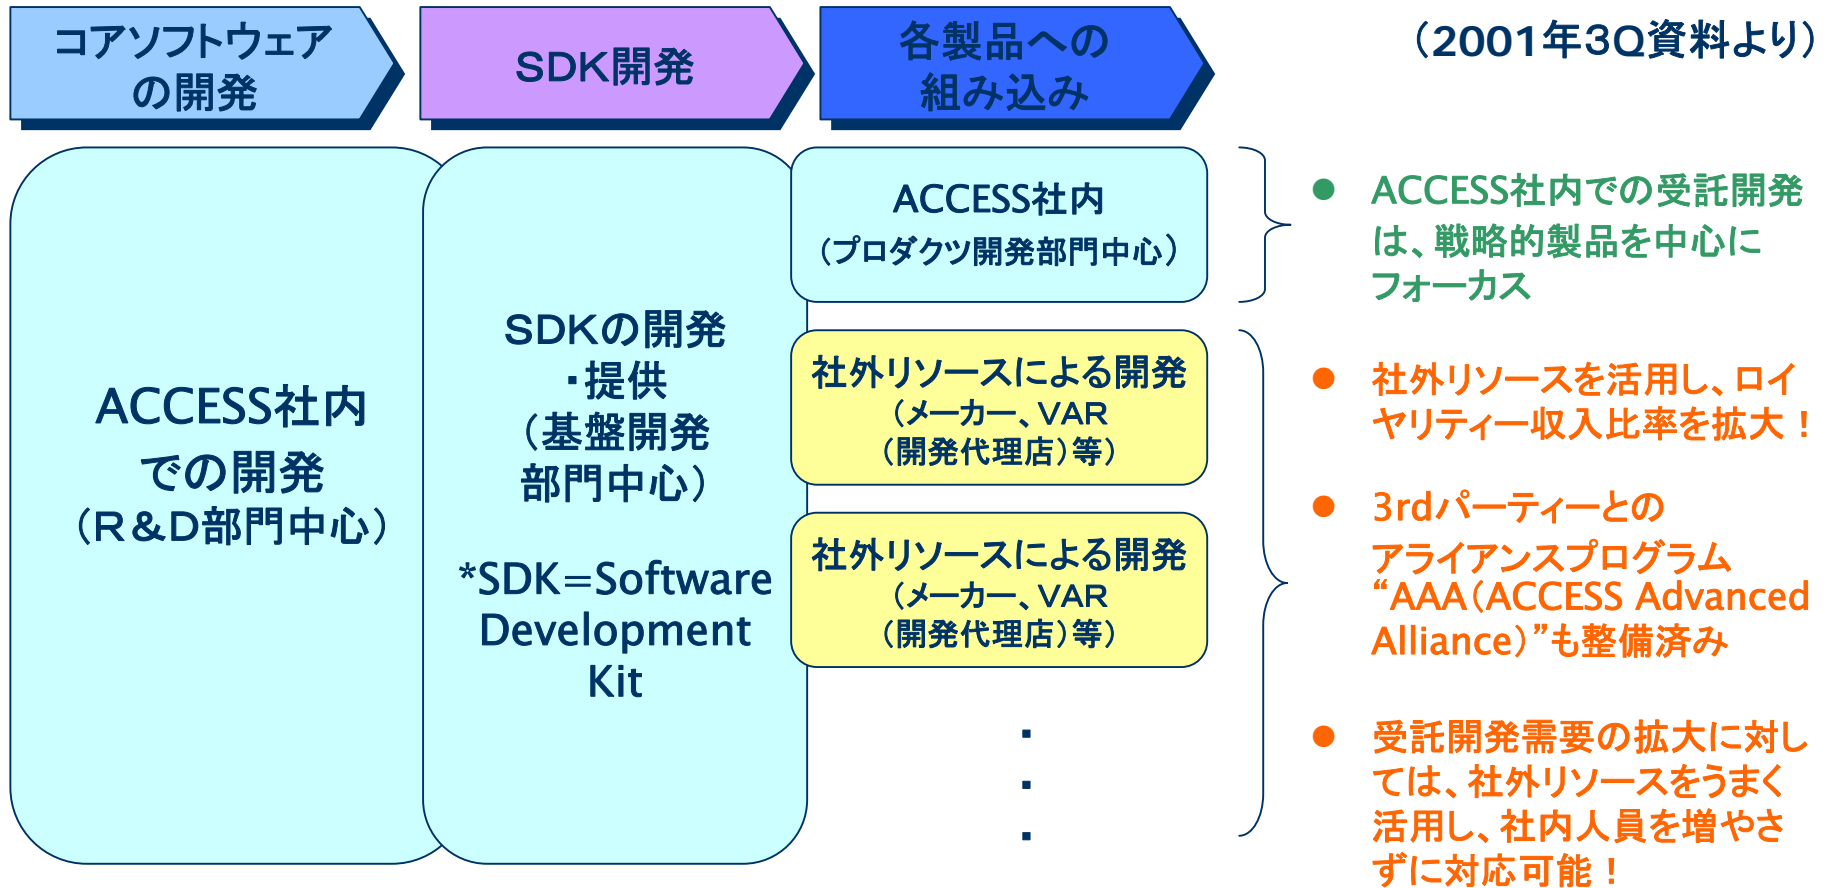 コアソフトウェア
の開発
SDK開発
各製品への
組み込み
（2001年3Q資料より）
ACCESS社内
での開発
（R＆D部門中心）
SDKの開発
・提供
（基盤開発
部門中心）
*SDK=Software
Development
Kit
ACCESS社内
（プロダクツ開発部門中心）
社外リソースによる開発
（メーカー、VAR
（開発代理店）等）
社外リソースによる開発
（メーカー、VAR
（開発代理店）等）
・
・
・
● ACCESS社内での受託開発
は、戦略的製品を中心に
フォーカス
● 社外リソースを活用し、ロイ
ヤリティー収入比率を拡大！
● 3rdパーティーとの
アライアンスプログラム
“AAA（ACCESS Advanced
Alliance）”も整備済み
● 受託開発需要の拡大に対し
ては、社外リソースをうまく
活用し、社内人員を増やさ
ずに対応可能！